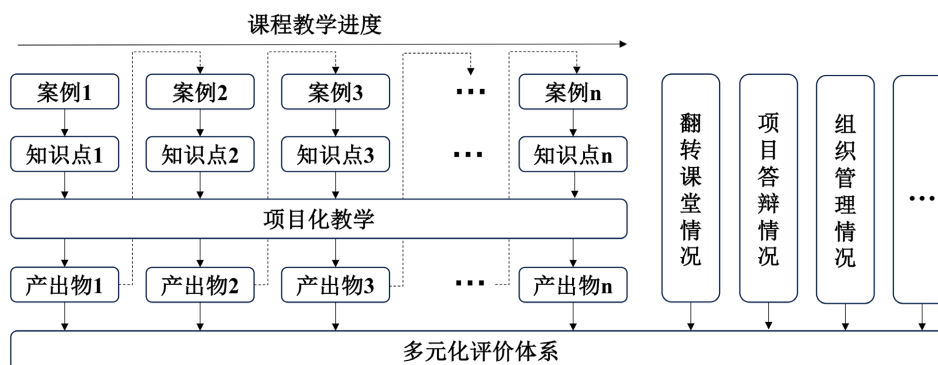 课程教学进度
案例1
案例2
案例3
...
案例n
知识点1
知识点2
知识点3
...
知识点n
项目化教学
产出物1
产出物2
产出物3
...
产出物n
翻转课堂情况
项目答辩情况
组织管理情况
...
多元化评价体系